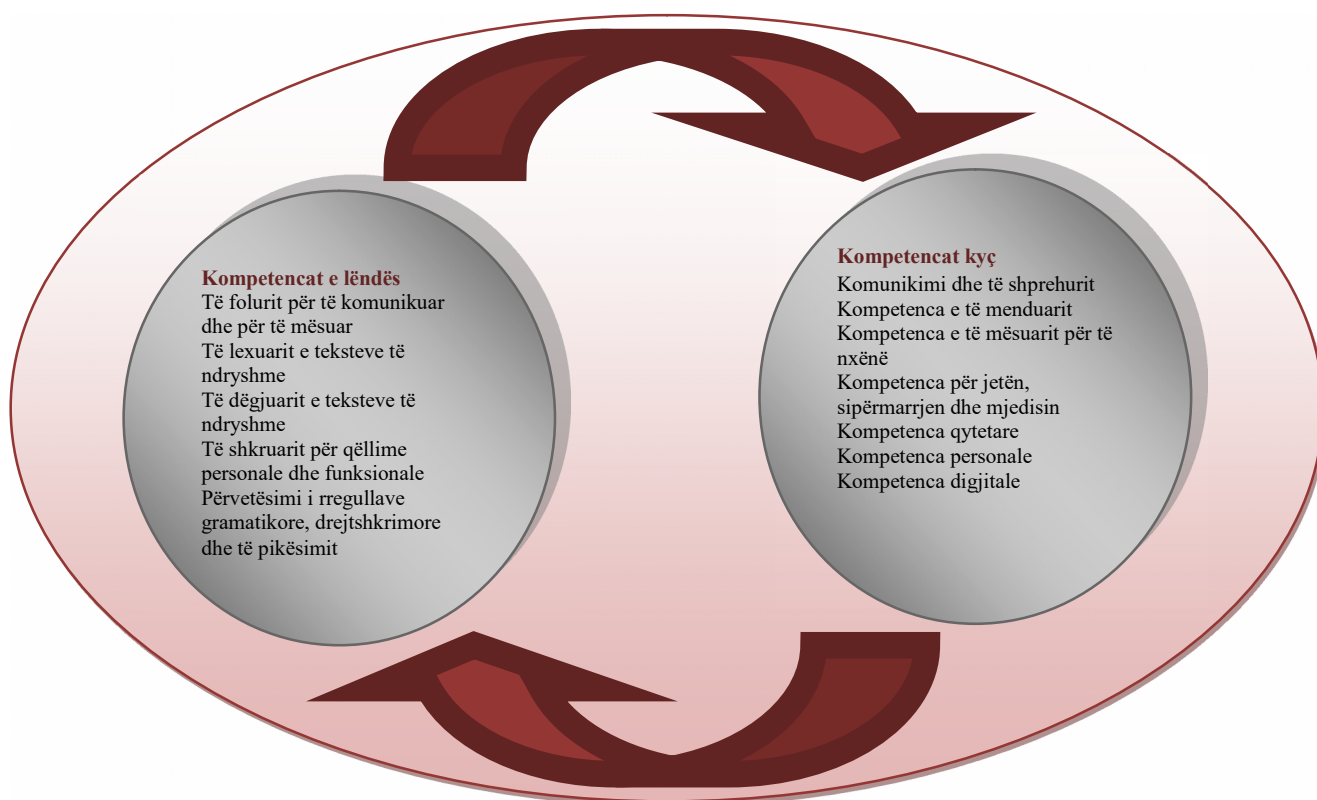 Kompetencat e lëndës
Të folurit për të komunikuar
dhe për të mësuar
Të lexuarit e teksteve të
ndryshme
Të dëgjuarit e teksteve të
ndryshme
Të shkruarit për qëllime
personale dhe funksionale
Përvetësimi i rregullave
gramatikore, drejtshkrimore
dhe të pikësimit
Kompetencat kyç
Komunikimi dhe të shprehurit
Kompetenca e të menduarit
Kompetenca e të mësuarit për të
nxënë
Kompetenca për jetën,
sipërmarrjen dhe mjedisin
Kompetenca qytetare
Kompetenca personale
Kompetenca digjitale